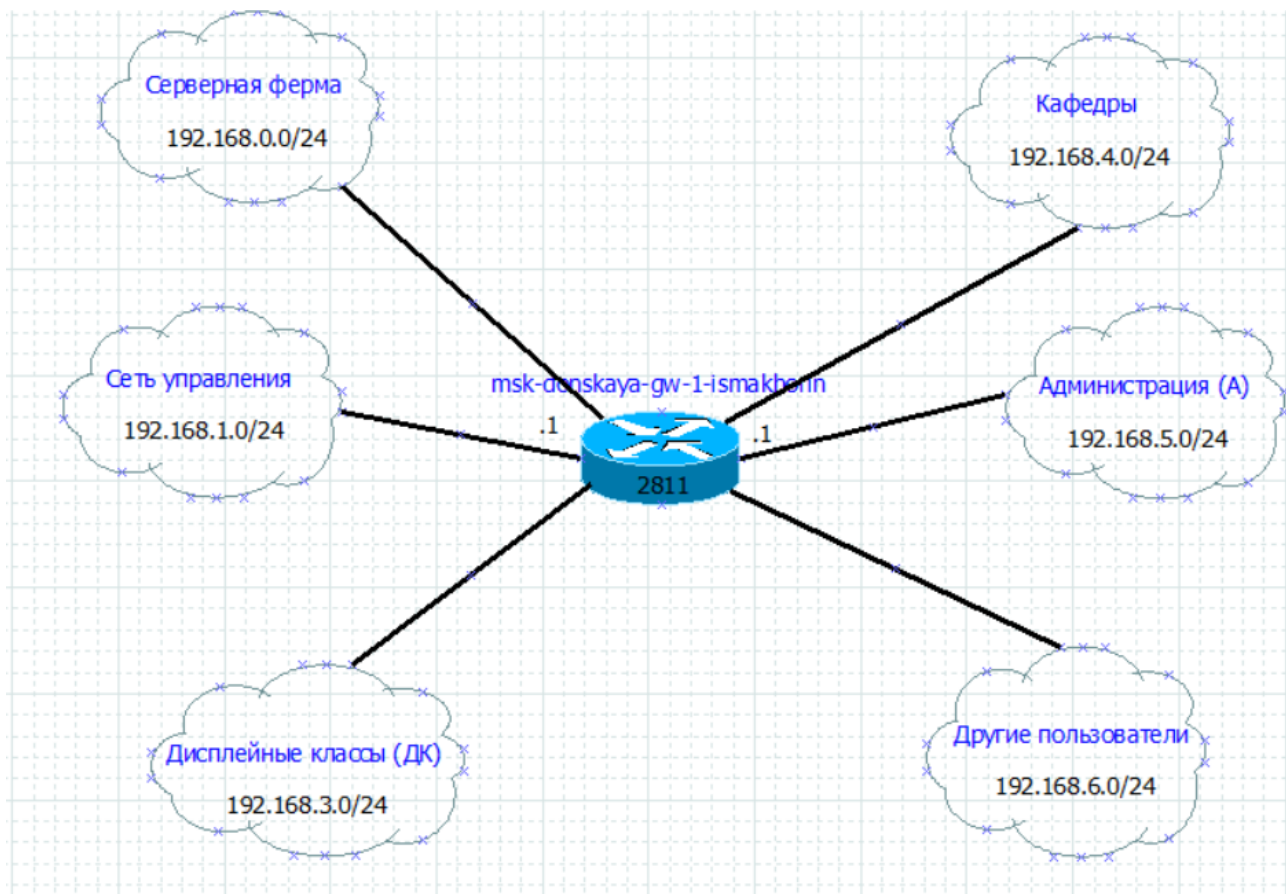 Серверная ферма
192.168.0.0/24
Кафедры
192.168.4.0/24
Сеть управления
192.168.1.0/24
msk-donskaya-gw-1-ismakhorin
.1
.1
2811
Администрация (А)
192.168.5.0/24
Дисплейные классы (ДК)
192.168.3.0/24
Другие пользователи
192.168.6.0/24